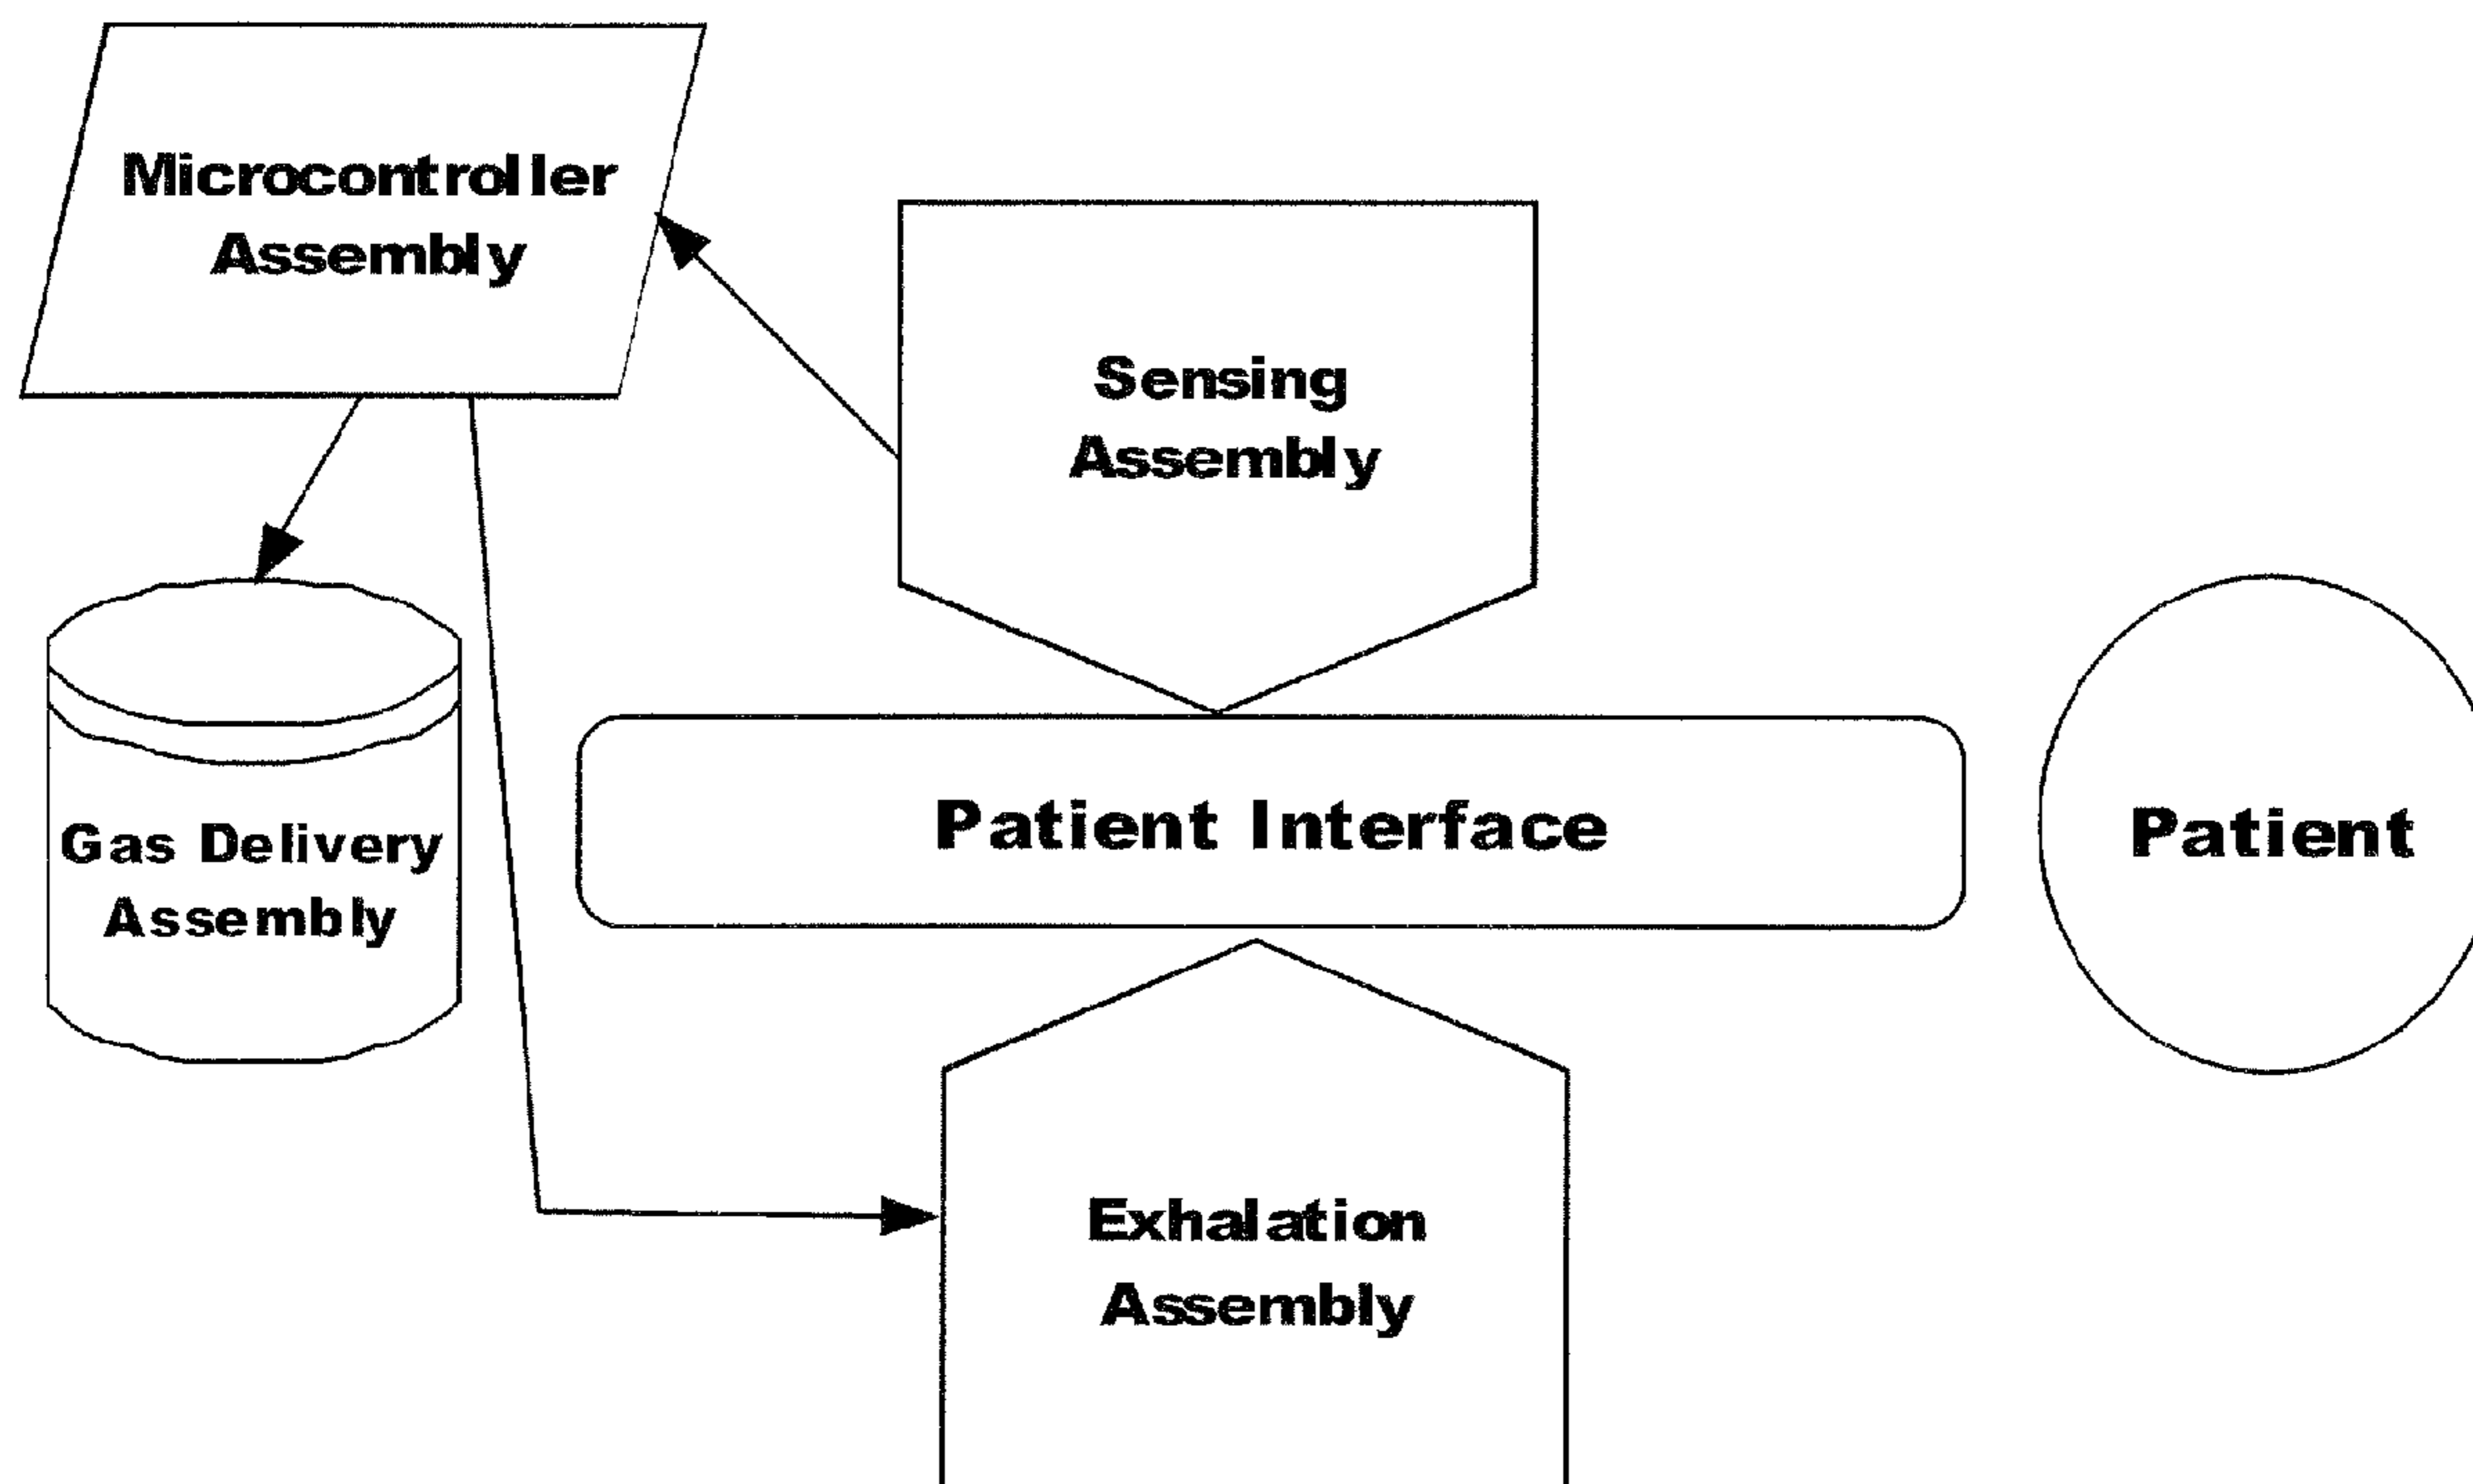 Microcontroller
Assembly
Sensing
Assembly
Patient Interface
Patient
Gas Delivery
Assembly
Exhalation
Assembly